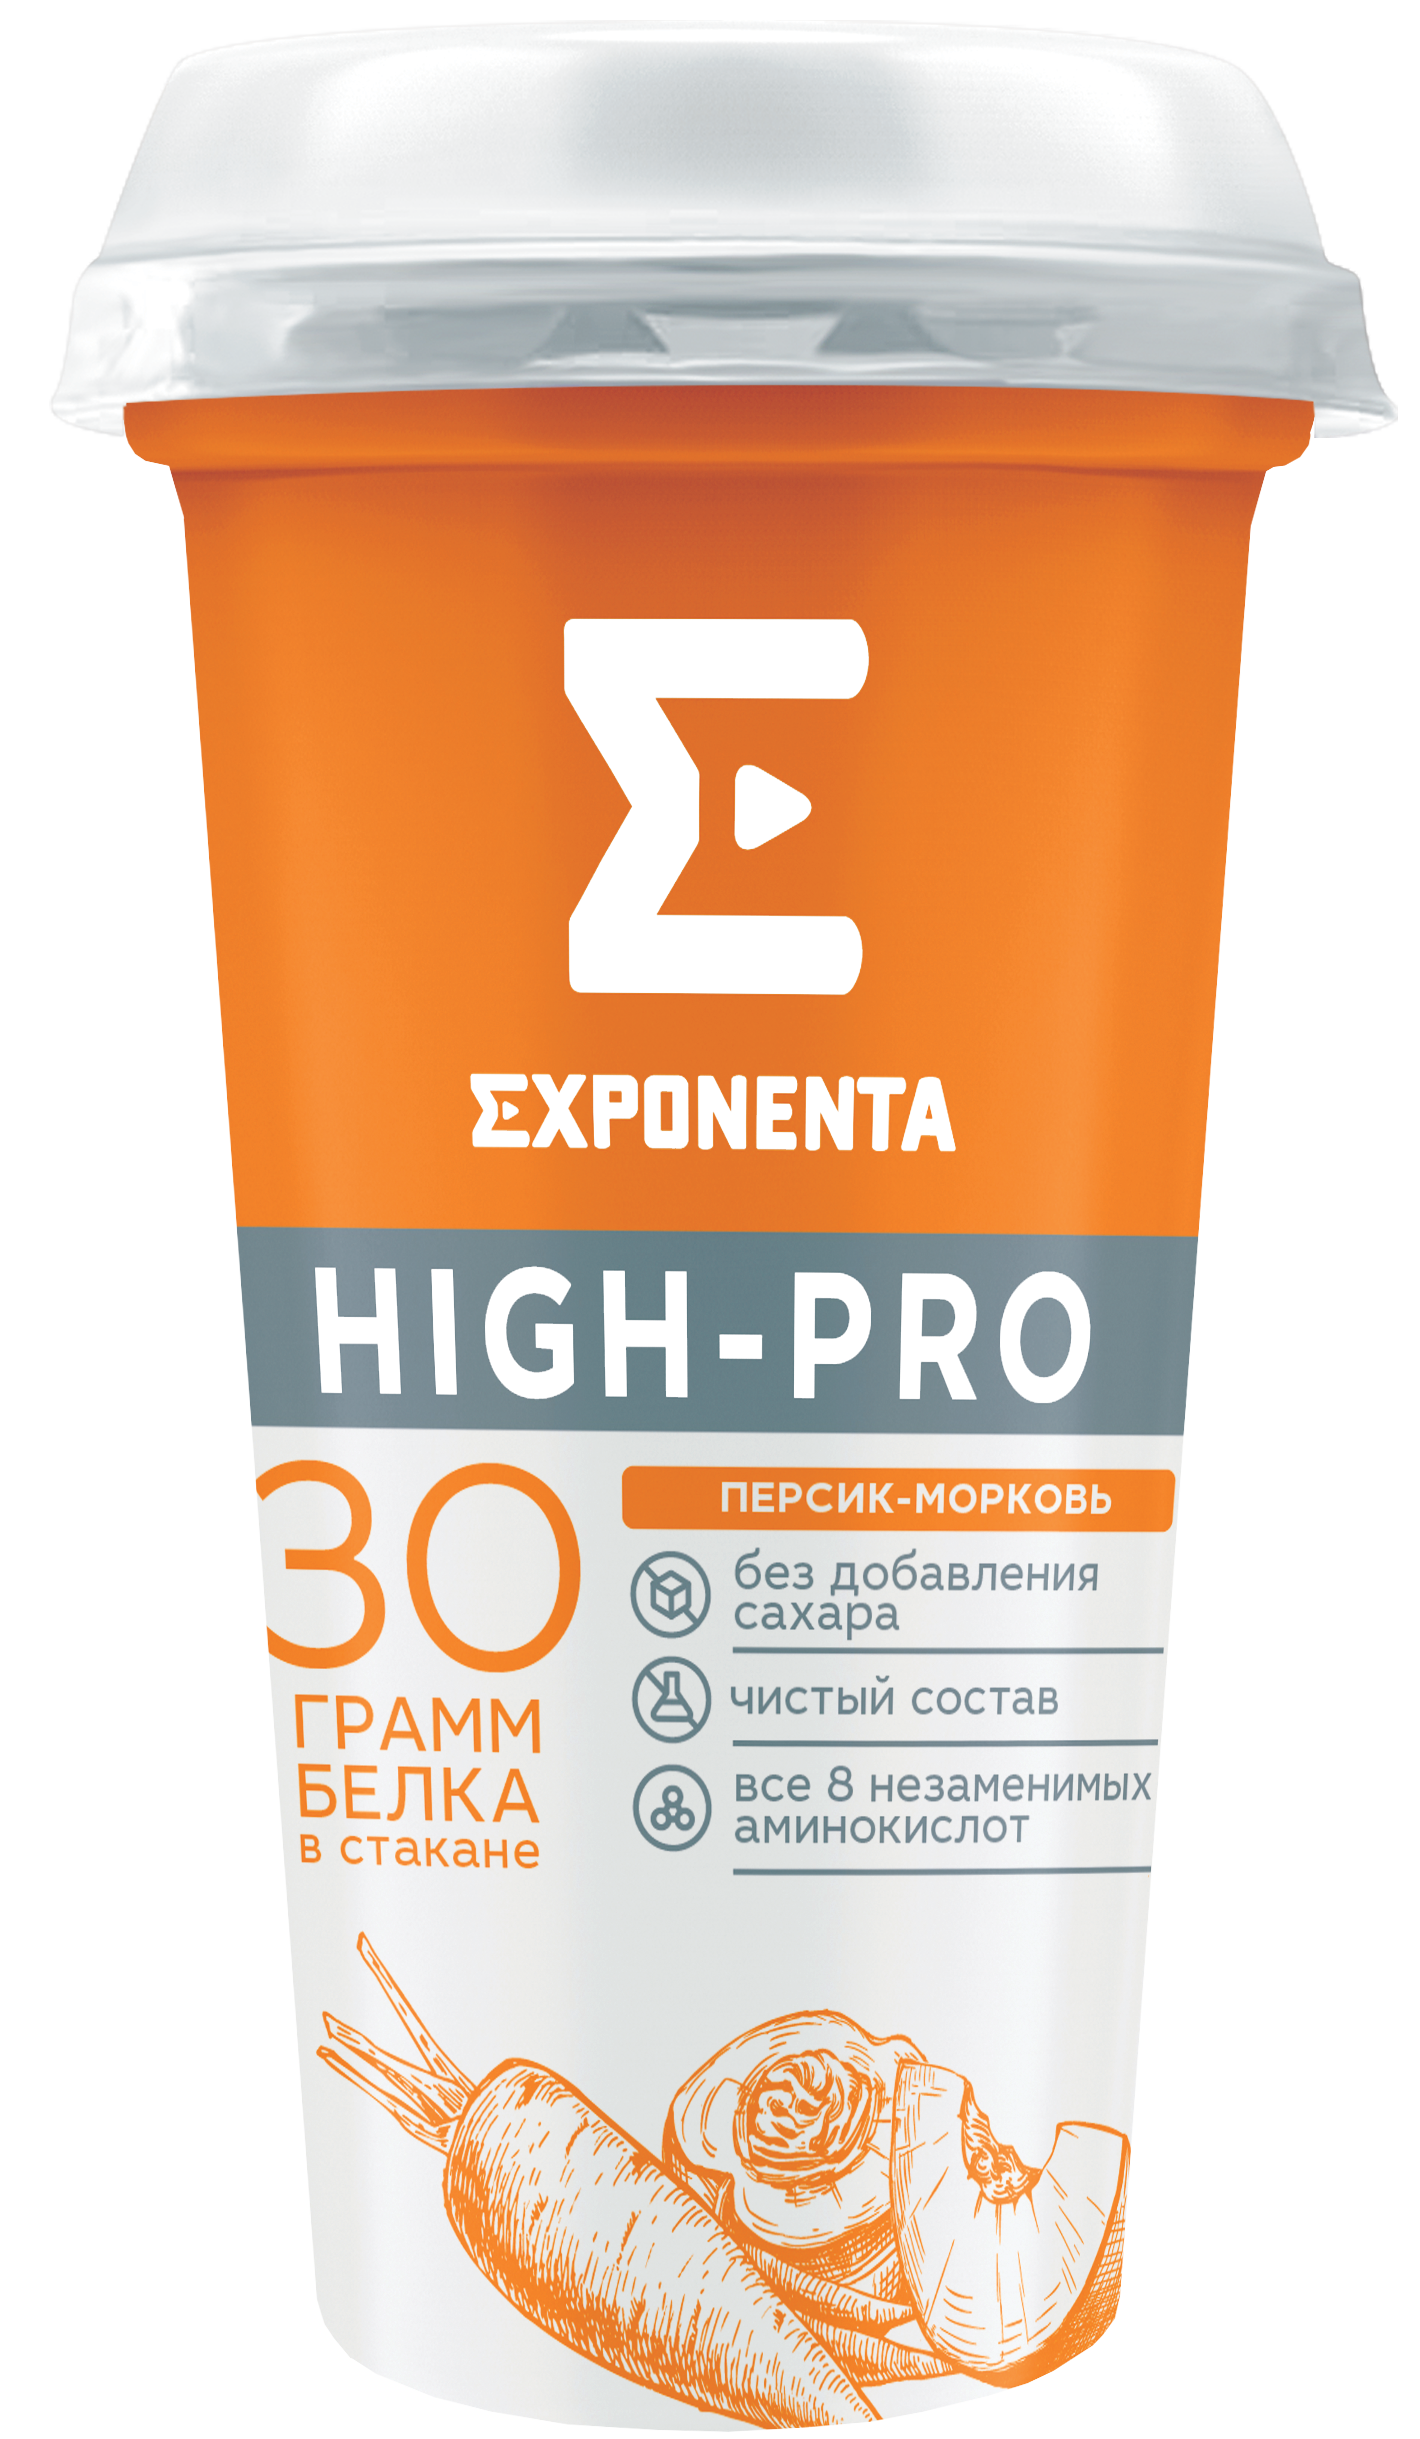 EXPONENTA
HIGH-PRO
30
ГРАММ
БЕЛКА
в стакане
ПЕРСИК-МОРКОВЬ
без добавления
сахара
чистый состав
все 8 незаменимых
аминокислот